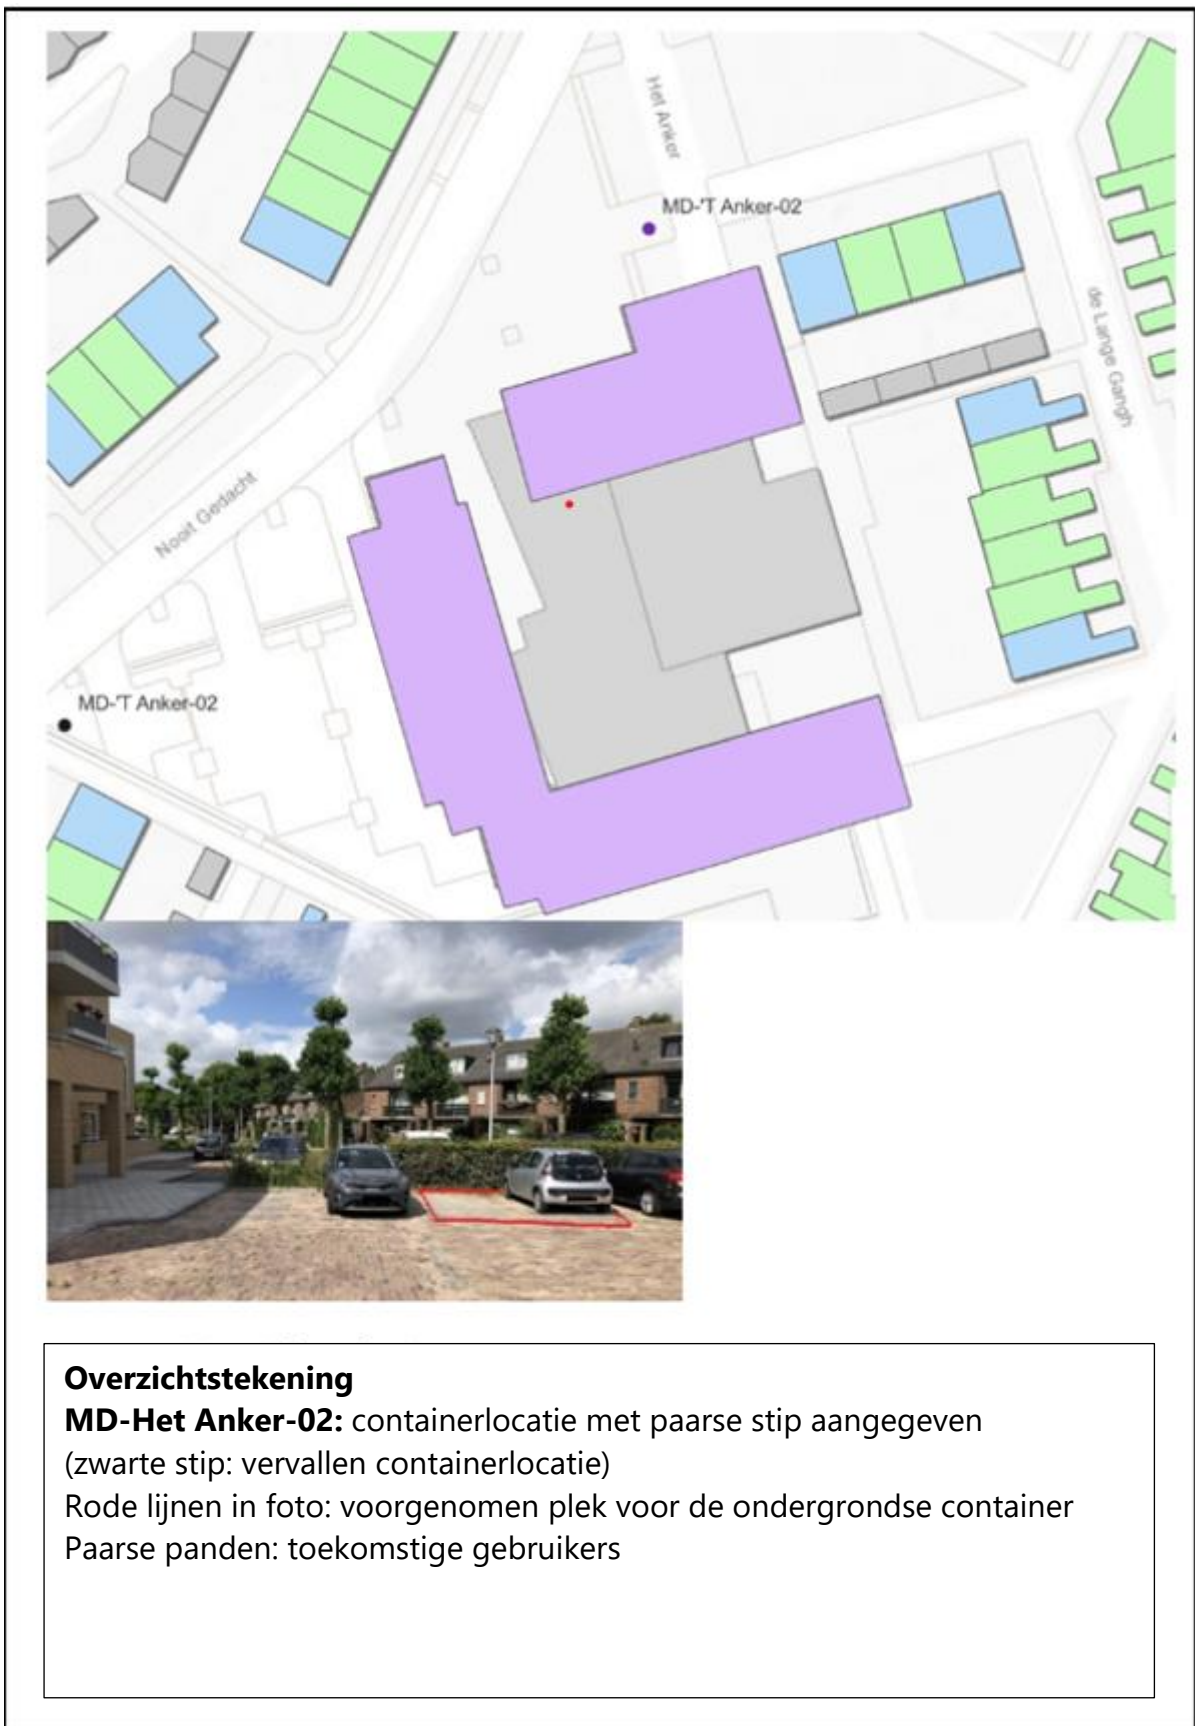 Het Anker
MD-'T Anker-02
de Lange Gangh
Nooit Gedacht
MD-'T Anker-02
Overzichtstekening
MD-Het Anker-02: containerlocatie met paarse stip aangegeven
(zwarte stip: vervallen containerlocatie)
Rode lijnen in foto: voorgenomen plek voor de ondergrondse container
Paarse panden: toekomstige gebruikers